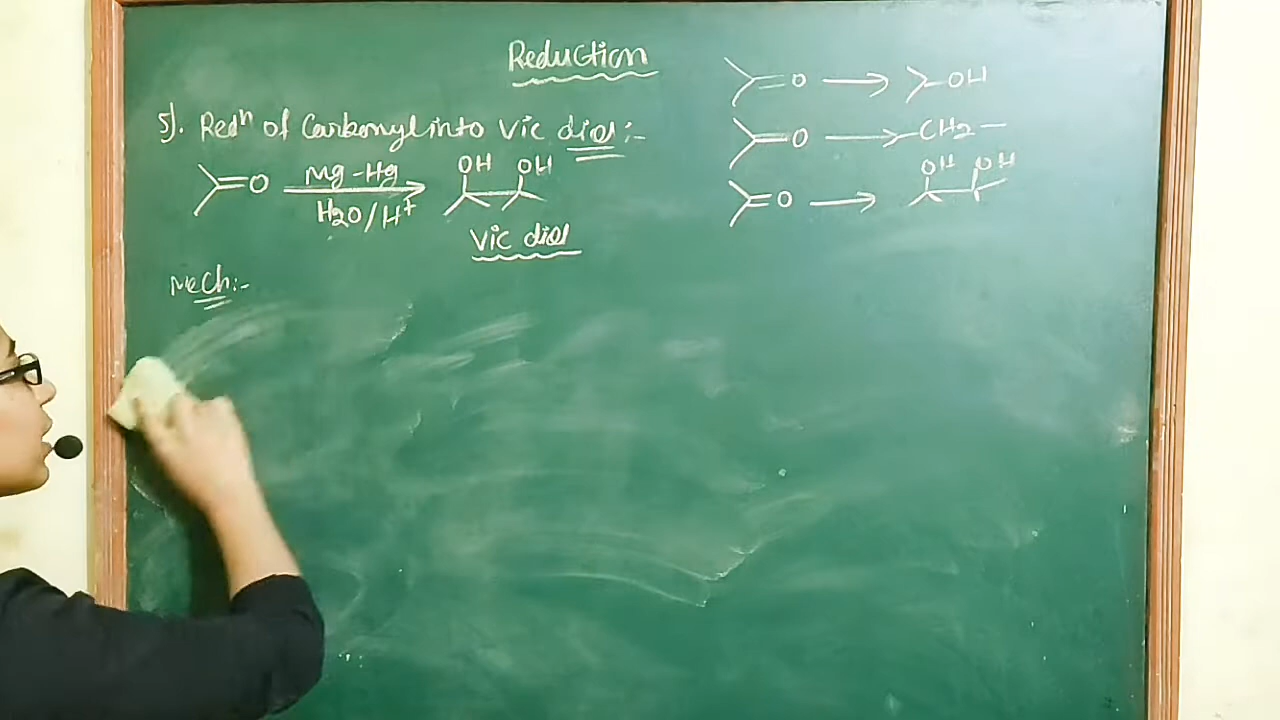 Reduction
5). Redⁿ of Carbonyl into Vic diol :-
=O Mg-Hg H2O/H+ OH OH
Vic diol
Mech:-
=O → -OH
=O → -CH2-
=O → OH OH